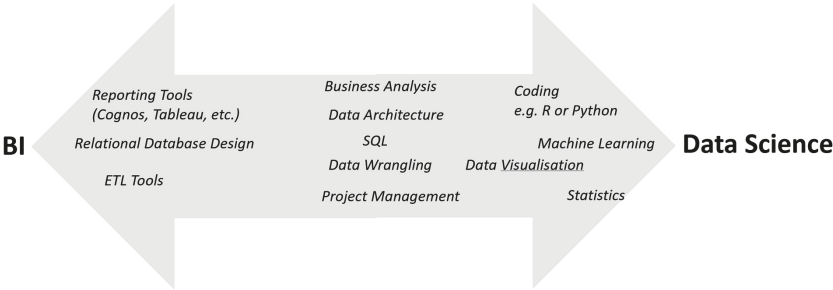 BI
Reporting Tools
(Cognos, Tableau, etc.)
Relational Database Design
ETL Tools
Business Analysis
Data Architecture
SQL
Data Wrangling
Project Management
Coding
e.g. R or Python
Machine Learning
Data Visualisation
Statistics
Data Science